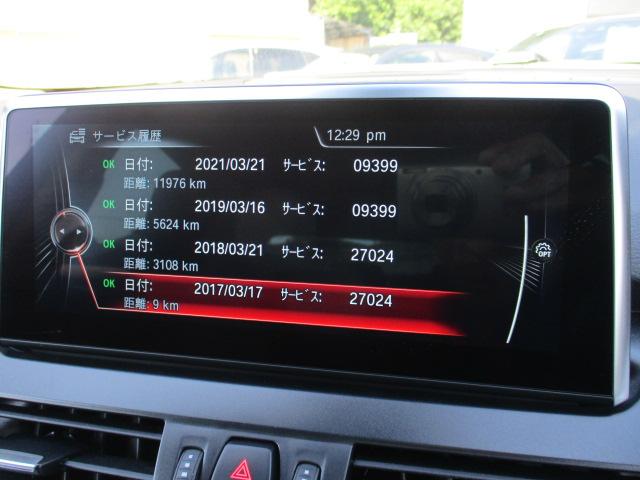 サービス履歴 12:29 pm
OK 日付: 2021/03/21 ｻｰﾋﾞｽ: 09399
距離: 11976 km
OK 日付: 2019/03/16 ｻｰﾋﾞｽ: 09399
距離: 5624 km
OK 日付: 2018/03/21 ｻｰﾋﾞｽ: 27024
距離: 3108 km
OK 日付: 2017/03/17 ｻｰﾋﾞｽ: 27024
距離: 9 km
OPT